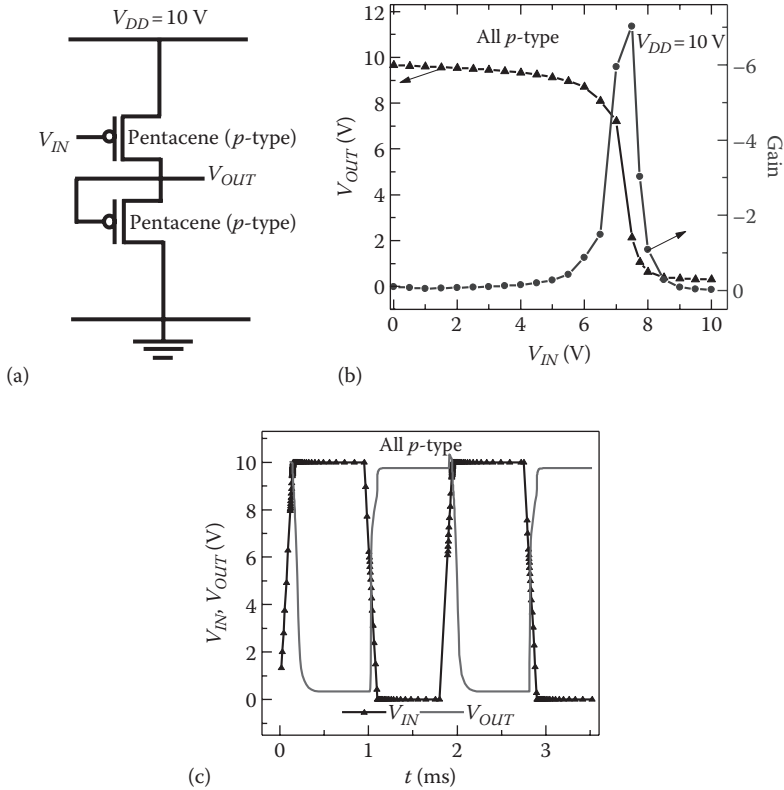 V_DD = 10 V
V_IN
Pentacene (p-type)
V_OUT
Pentacene (p-type)
(a)
12
10
8
6
4
2
0
V_OUT (V)
All p-type
V_DD = 10 V
−6
−4
−2
0
Gain
0
2
4
6
8
10
V_IN (V)
(b)
All p-type
10
8
6
4
2
0
V_IN, V_OUT (V)
V_IN
V_OUT
0
1
2
3
t (ms)
(c)